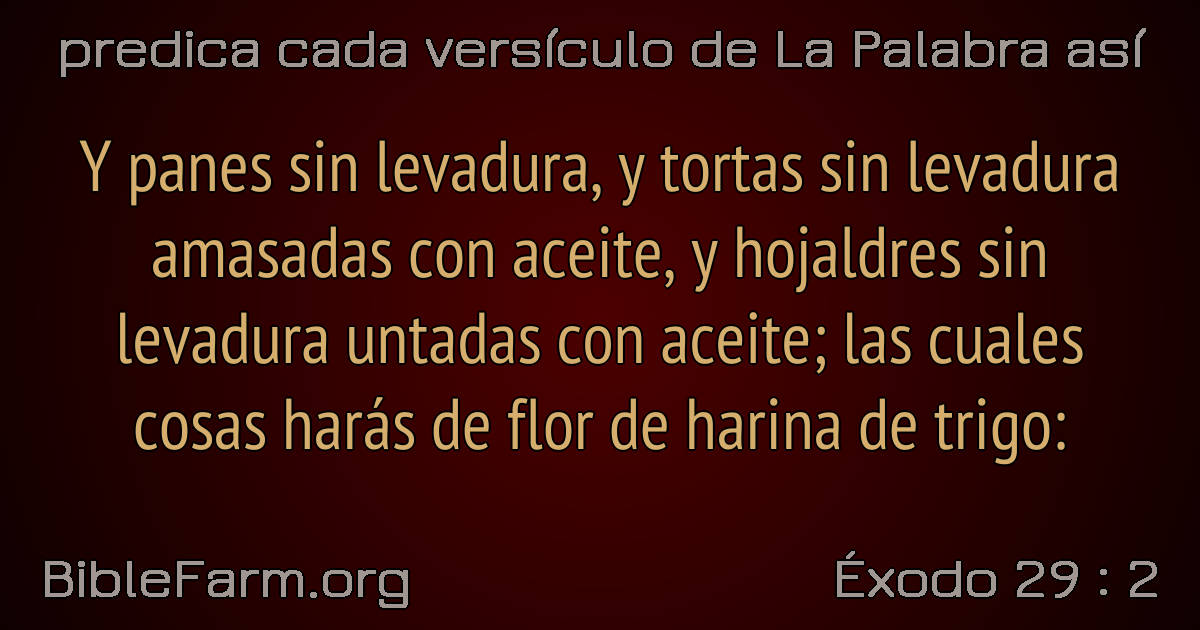 predica cada versículo de La Palabra así
Y panes sin levadura, y tortas sin levadura
amasadas con aceite, y hojaldres sin
levadura untadas con aceite; las cuales
cosas harás de flor de harina de trigo:
BibleFarm.org
Éxodo 29 : 2